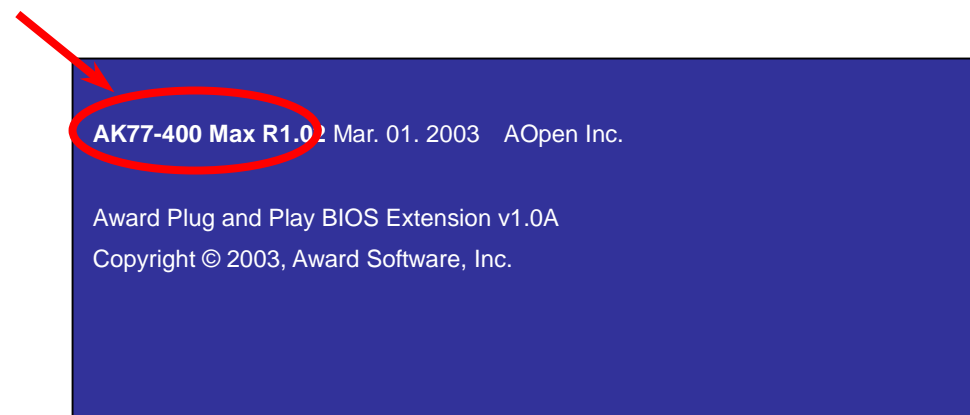 AK77-400 Max R1.02 Mar. 01. 2003 AOpen Inc.
Award Plug and Play BIOS Extension v1.0A
Copyright © 2003, Award Software, Inc.